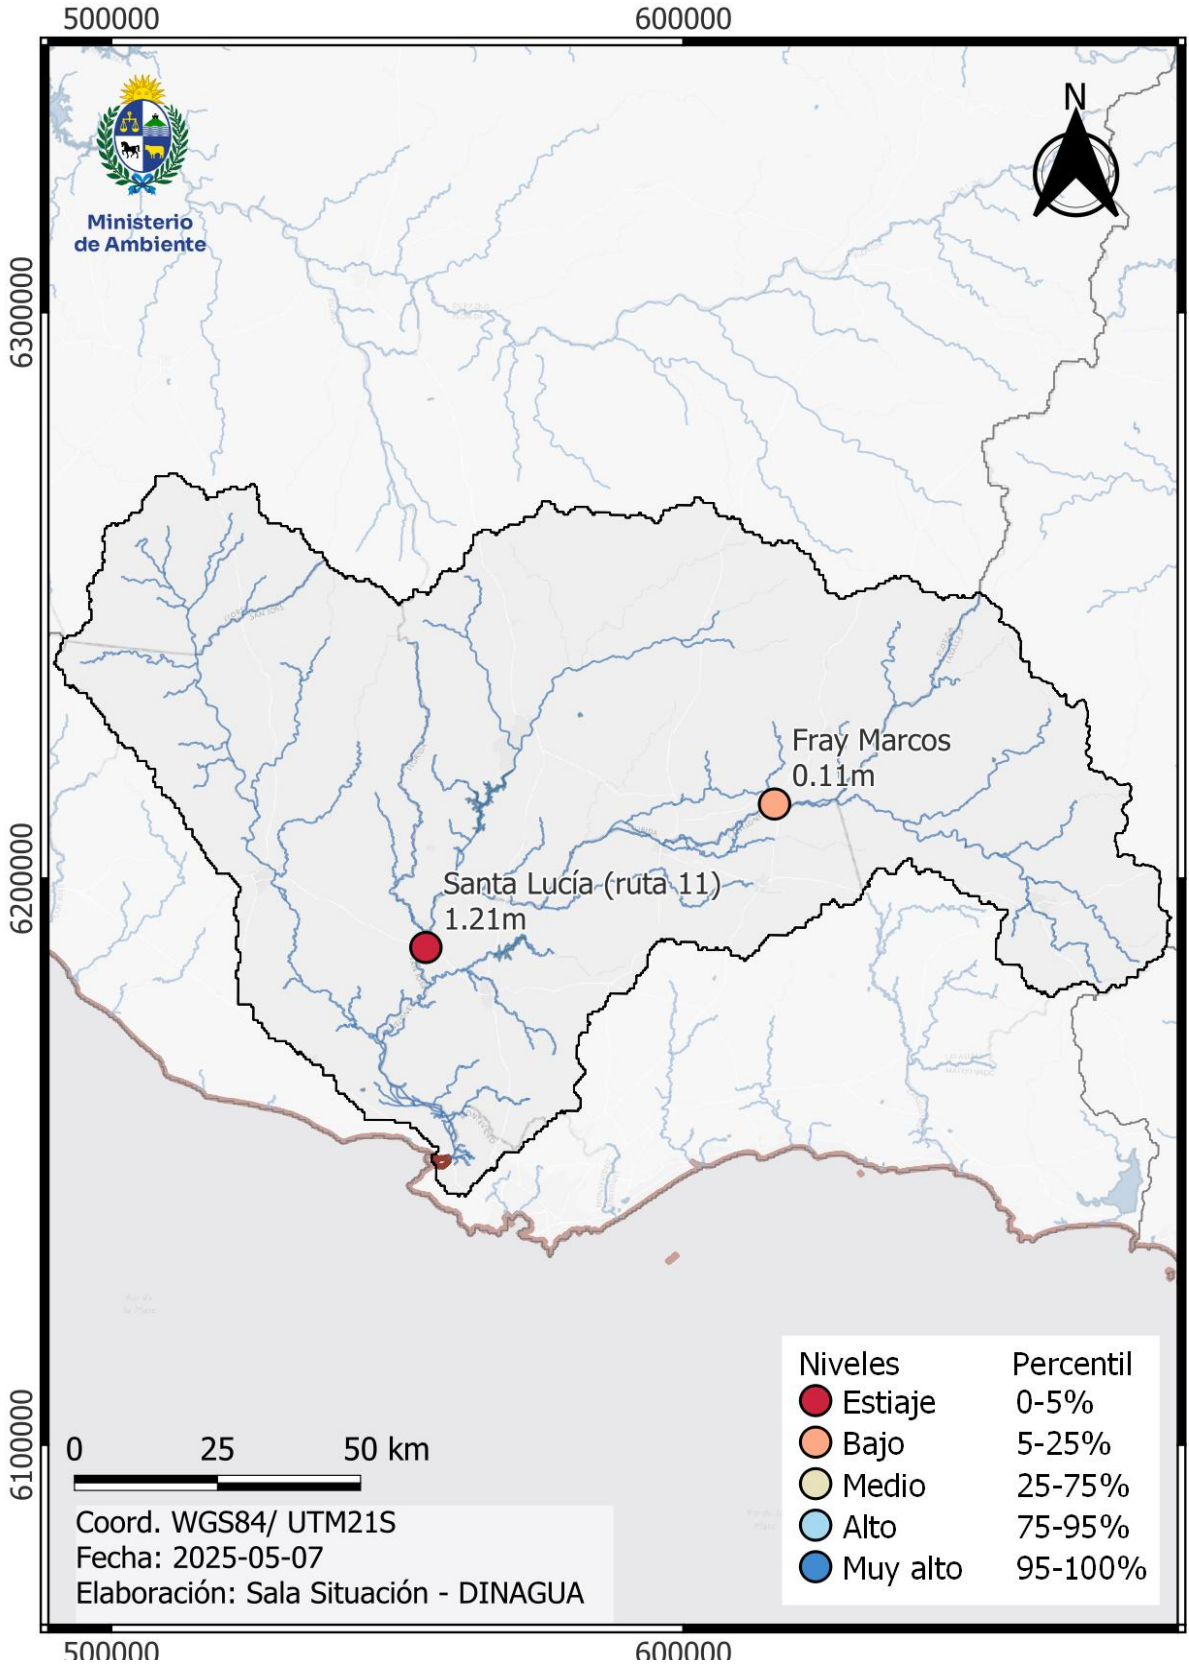 500000
600000
N
Ministerio
de Ambiente
6300000
Fray Marcos
0.11m
6200000
Santa Lucía (ruta 11)
1.21m
6100000
0 25 50 km
Coord. WGS84/ UTM21S
Fecha: 2025-05-07
Elaboración: Sala Situación - DINAGUA
Niveles Percentil
Estiaje 0-5%
Bajo 5-25%
Medio 25-75%
Alto 75-95%
Muy alto 95-100%
500000
600000